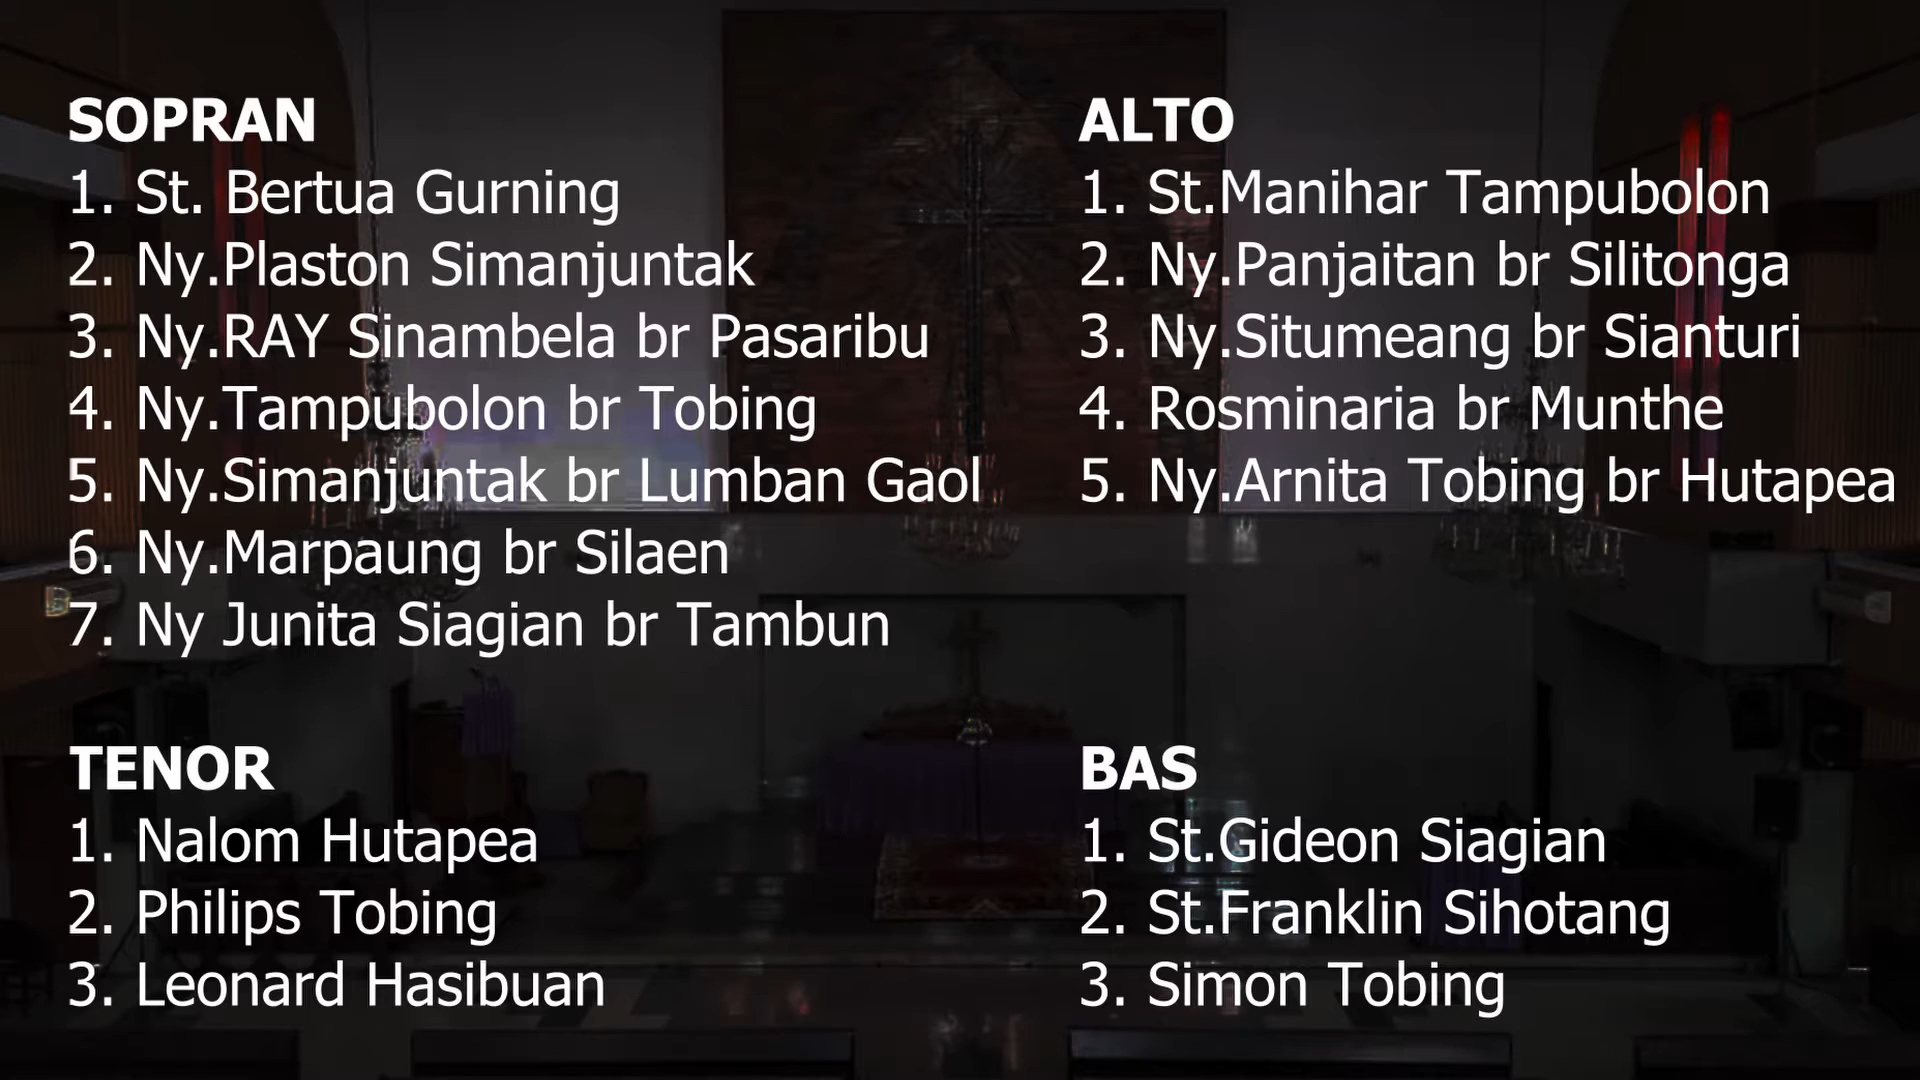 SOPRAN
1. St. Bertua Gurning
2. Ny.Plaston Simanjuntak
3. Ny.RAY Sinambela br Pasaribu
4. Ny.Tampubolon br Tobing
5. Ny.Simanjuntak br Lumban Gaol
6. Ny.Marpaung br Silaen
7. Ny Junita Siagian br Tambun
ALTO
1. St.Manihar Tampubolon
2. Ny.Panjaitan br Silitonga
3. Ny.Situmeang br Sianturi
4. Rosminaria br Munthe
5. Ny.Arnita Tobing br Hutapea
TENOR
1. Nalom Hutapea
2. Philips Tobing
3. Leonard Hasibuan
BAS
1. St.Gideon Siagian
2. St.Franklin Sihotang
3. Simon Tobing